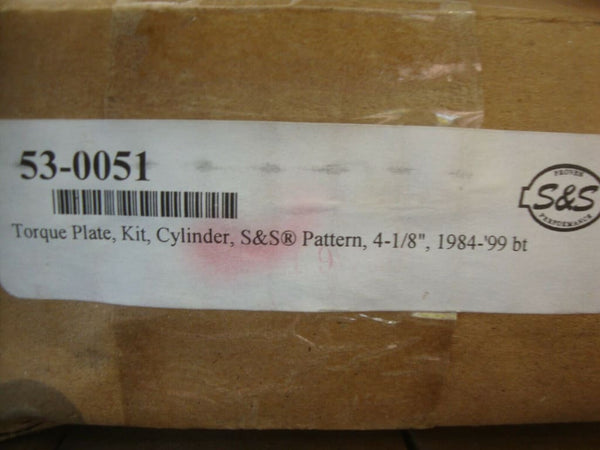 53-0051
PROVEN
S&S
PERFORMANCE
Torque Plate, Kit, Cylinder, S&S® Pattern, 4-1/8", 1984-'99 bt